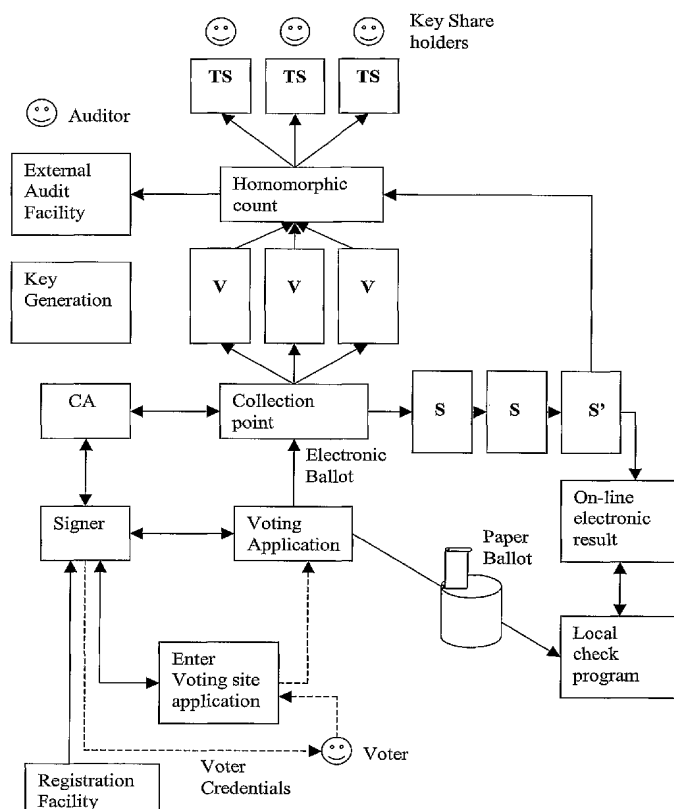 Key Share
holders
TS TS TS
Auditor
External
Audit
Facility
Homomorphic
count
Key
Generation
V V V
CA
Collection
point
S S S'
Electronic
Ballot
Signer
Voting
Application
Paper
Ballot
On-line
electronic
result
Enter
Voting site
application
Local
check
program
Voter
Credentials
Voter
Registration
Facility